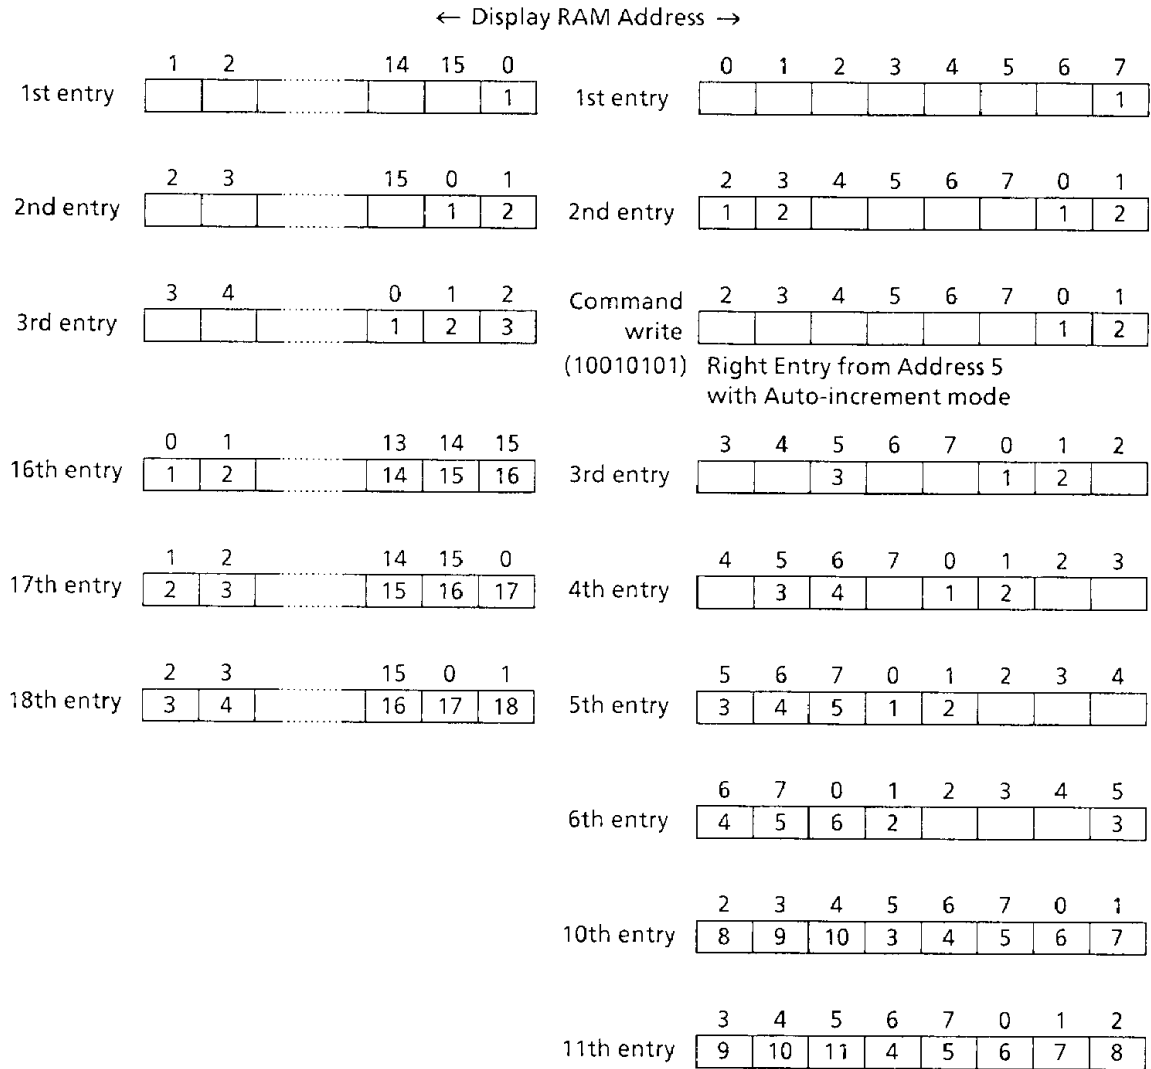 ← Display RAM Address →
1 2 14 15 0
1st entry 1
2 3 15 0 1
2nd entry 1 2
3 4 0 1 2
3rd entry 1 2 3
0 1 13 14 15
16th entry 1 2 14 15 16
1 2 14 15 0
17th entry 2 3 15 16 17
2 3 15 0 1
18th entry 3 4 16 17 18
0 1 2 3 4 5 6 7
1st entry 1
2 3 4 5 6 7 0 1
2nd entry 1 2 1 2
2 3 4 5 6 7 0 1
Command
write 1 2
(10010101) Right Entry from Address 5
with Auto-increment mode
3 4 5 6 7 0 1 2
3rd entry 3 1 2
4 5 6 7 0 1 2 3
4th entry 3 4 1 2
5 6 7 0 1 2 3 4
5th entry 3 4 5 1 2
6 7 0 1 2 3 4 5
6th entry 4 5 6 2 3
2 3 4 5 6 7 0 1
10th entry 8 9 10 3 4 5 6 7
3 4 5 6 7 0 1 2
11th entry 9 10 11 4 5 6 7 8